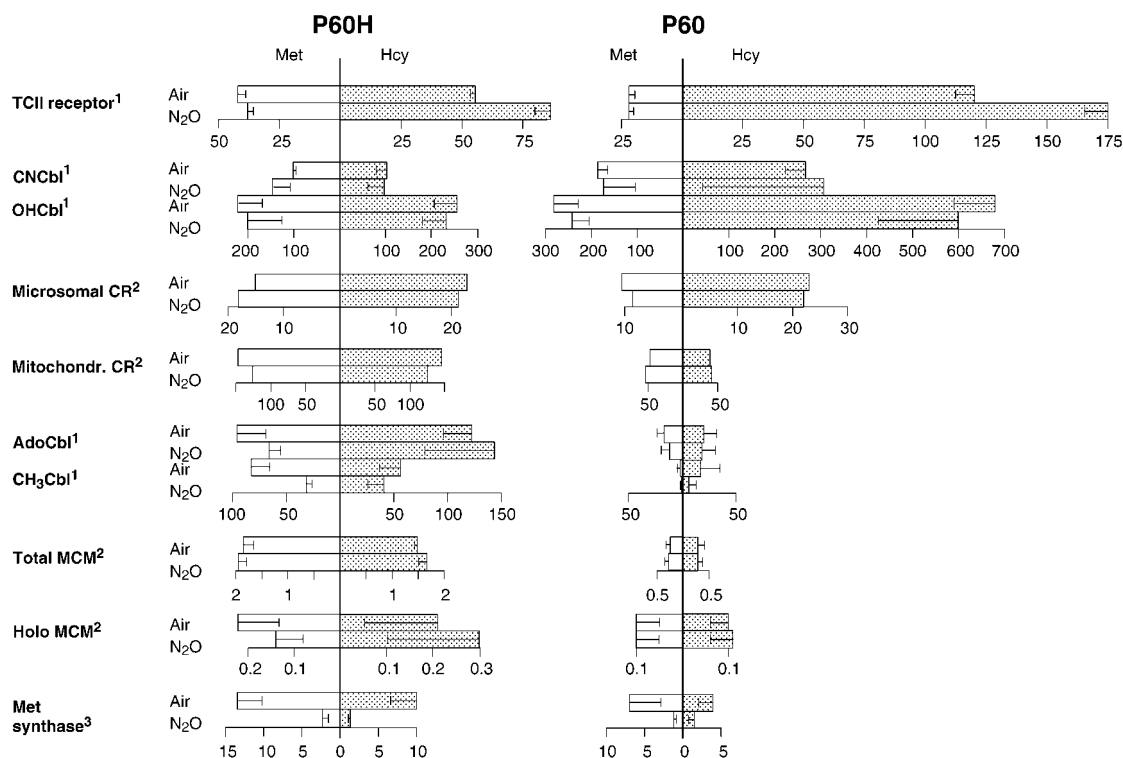 P60H P60
Met Hcy Met Hcy
TCII receptor¹ Air
N₂O
50 25 25 50 75 25 25 50 75 100 125 150 175
CNCbl¹ Air
N₂O
OHCbl¹ Air
N₂O
200 100 100 200 300 300 200 100 100 200 300 400 500 600 700
Microsomal CR² Air
N₂O
20 10 10 20 10 10 20 30
Mitochondr. CR² Air
N₂O
100 50 50 100 50 50
AdoCbl¹ Air
N₂O
CH₃Cbl¹ Air
N₂O
100 50 50 100 150 50 50
Total MCM² Air
N₂O
2 1 1 2 0.5 0.5
Holo MCM² Air
N₂O
0.2 0.1 0.1 0.2 0.3 0.1 0.1
Met Air
synthase³ N₂O
15 10 5 0 5 10 10 5 0 5